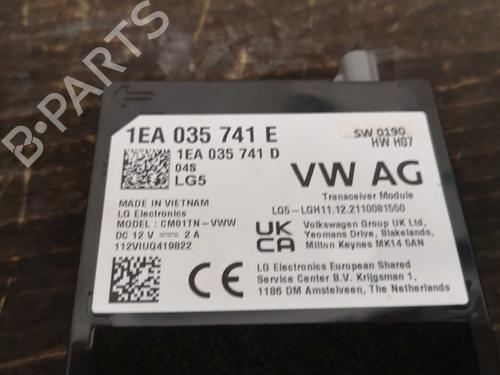 1EA 035 741 E
1EA 035 741 D
04S
LG5
SW 0190
HW H07
VW AG
MADE IN VIETNAM
LG Electronics
MODEL : CM01TN-VWW
DC 12 V ⎓ 2 A
112VIUQ419822
Transceiver Module
LG5-LGH11.12.2110081550
UK
CA
Volkswagen Group UK Ltd,
Yeomans Drive, Blakelands,
Milton Keynes MK14 5AN
CE
LG Electronics European Shared
Service Center B.V. Krijgsman 1,
1186 DM Amstelveen, The Netherlands
B-PARTS